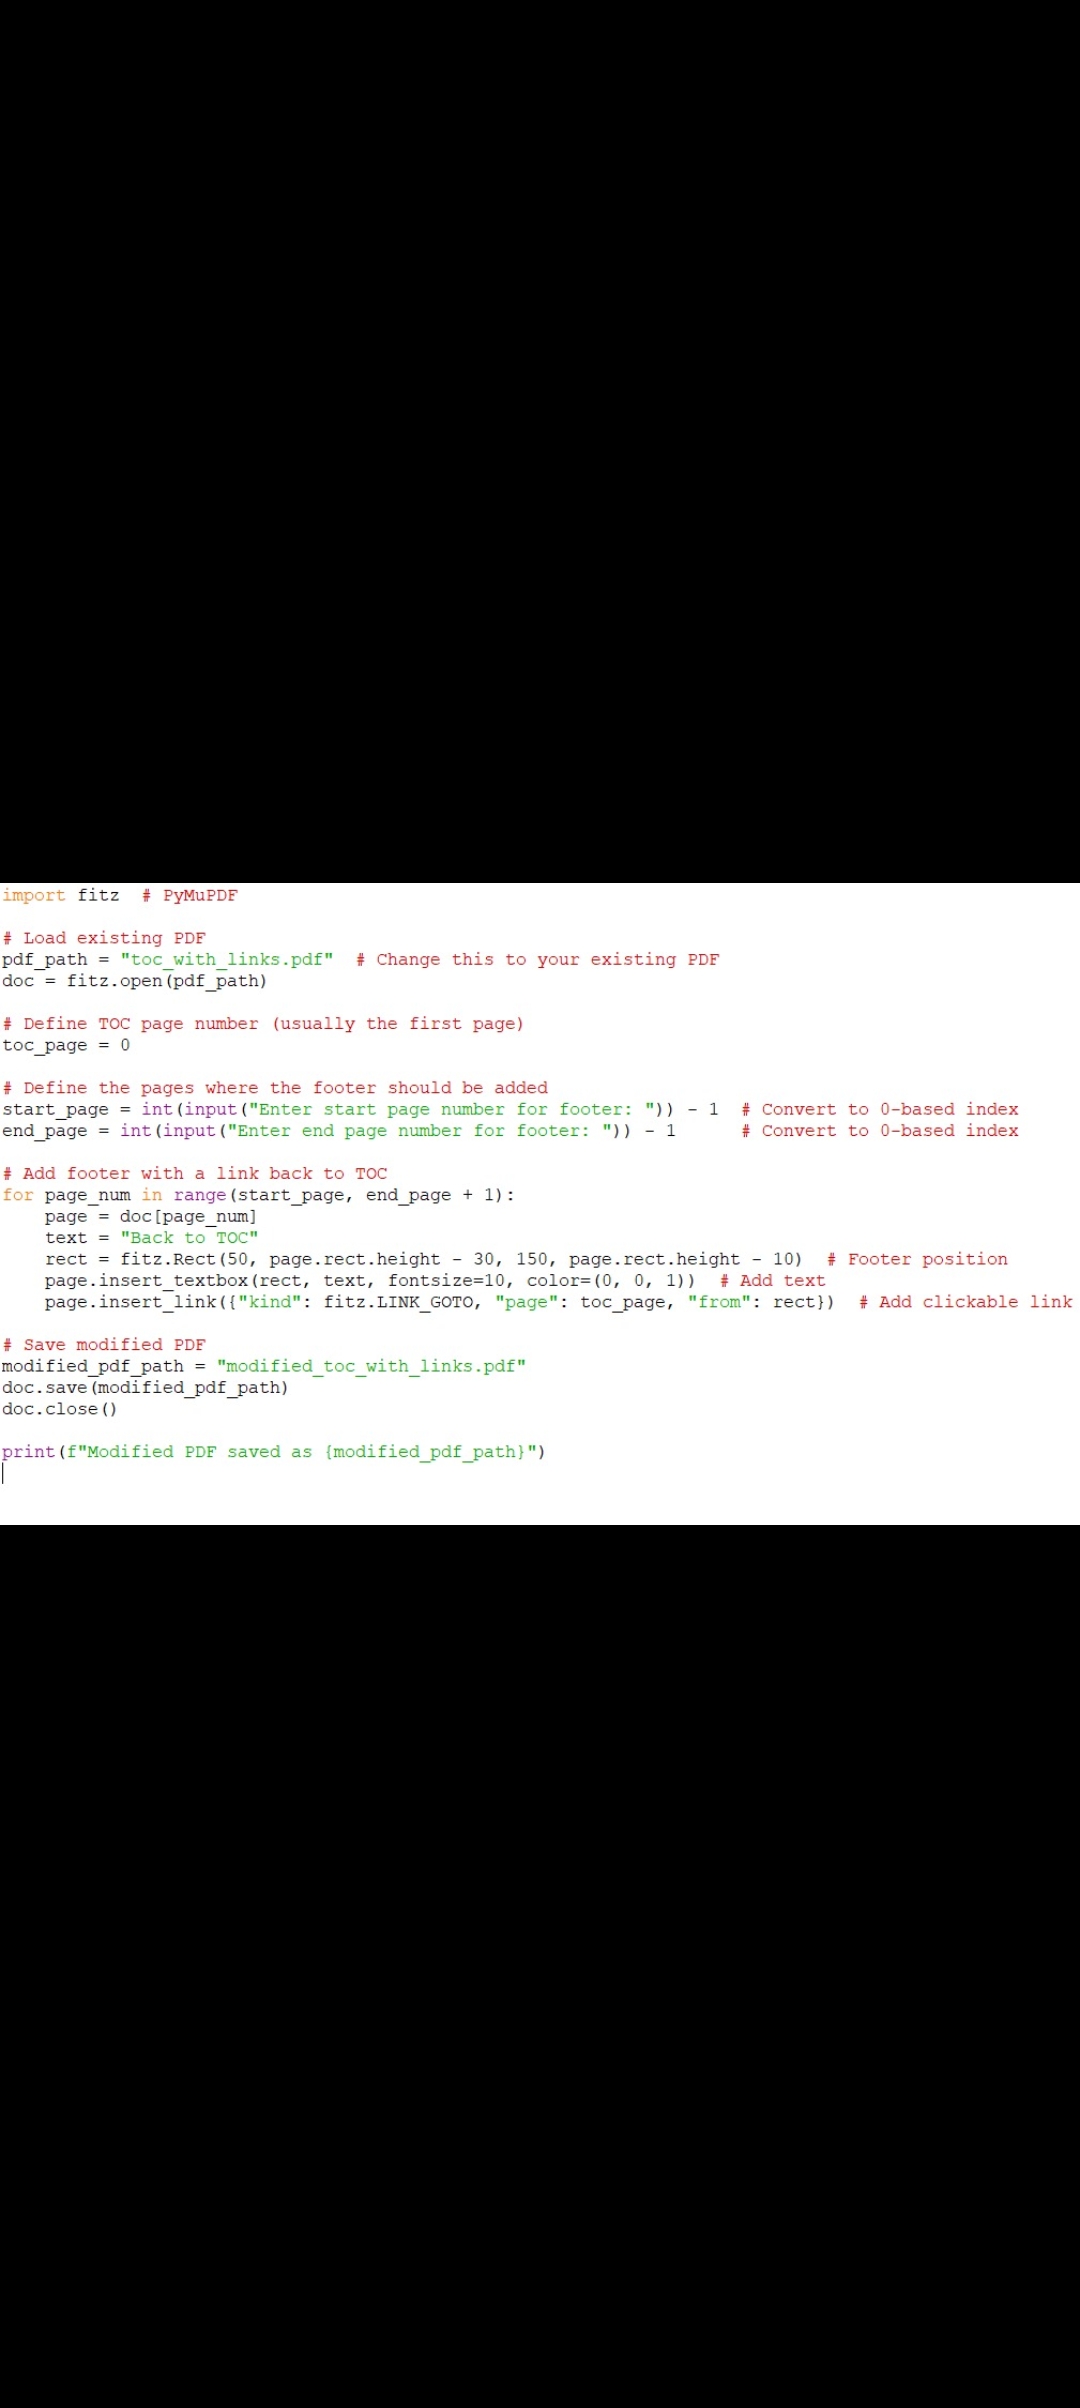 import fitz  # PyMuPDF

# Load existing PDF
pdf_path = "toc_with_links.pdf"  # Change this to your existing PDF
doc = fitz.open(pdf_path)

# Define TOC page number (usually the first page)
toc_page = 0

# Define the pages where the footer should be added
start_page = int(input("Enter start page number for footer: ")) - 1  # Convert to 0-based index
end_page = int(input("Enter end page number for footer: ")) - 1      # Convert to 0-based index

# Add footer with a link back to TOC
for page_num in range(start_page, end_page + 1):
    page = doc[page_num]
    text = "Back to TOC"
    rect = fitz.Rect(50, page.rect.height - 30, 150, page.rect.height - 10)  # Footer position
    page.insert_textbox(rect, text, fontsize=10, color=(0, 0, 1))  # Add text
    page.insert_link({"kind": fitz.LINK_GOTO, "page": toc_page, "from": rect})  # Add clickable link

# Save modified PDF
modified_pdf_path = "modified_toc_with_links.pdf"
doc.save(modified_pdf_path)
doc.close()

print(f"Modified PDF saved as {modified_pdf_path}")